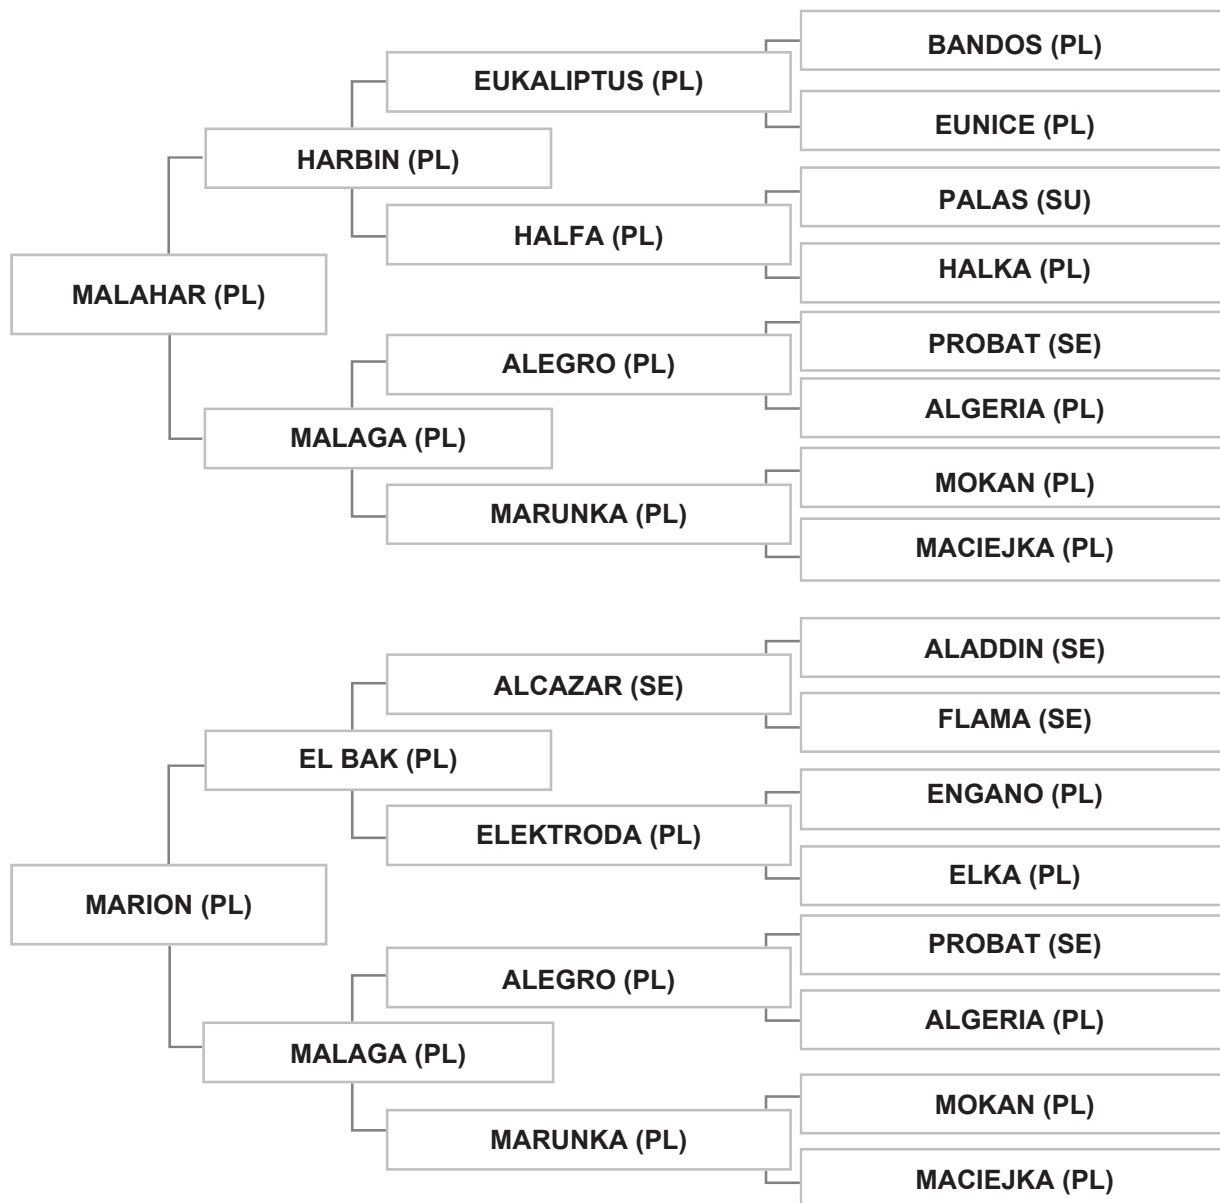 BANDOS (PL)
EUKALIPTUS (PL)
EUNICE (PL)
HARBIN (PL)
PALAS (SU)
HALFA (PL)
HALKA (PL)
MALAHAR (PL)
PROBAT (SE)
ALEGRO (PL)
ALGERIA (PL)
MALAGA (PL)
MOKAN (PL)
MARUNKA (PL)
MACIEJKA (PL)
ALADDIN (SE)
ALCAZAR (SE)
FLAMA (SE)
EL BAK (PL)
ENGANO (PL)
ELEKTRODA (PL)
ELKA (PL)
MARION (PL)
PROBAT (SE)
ALEGRO (PL)
ALGERIA (PL)
MALAGA (PL)
MOKAN (PL)
MARUNKA (PL)
MACIEJKA (PL)